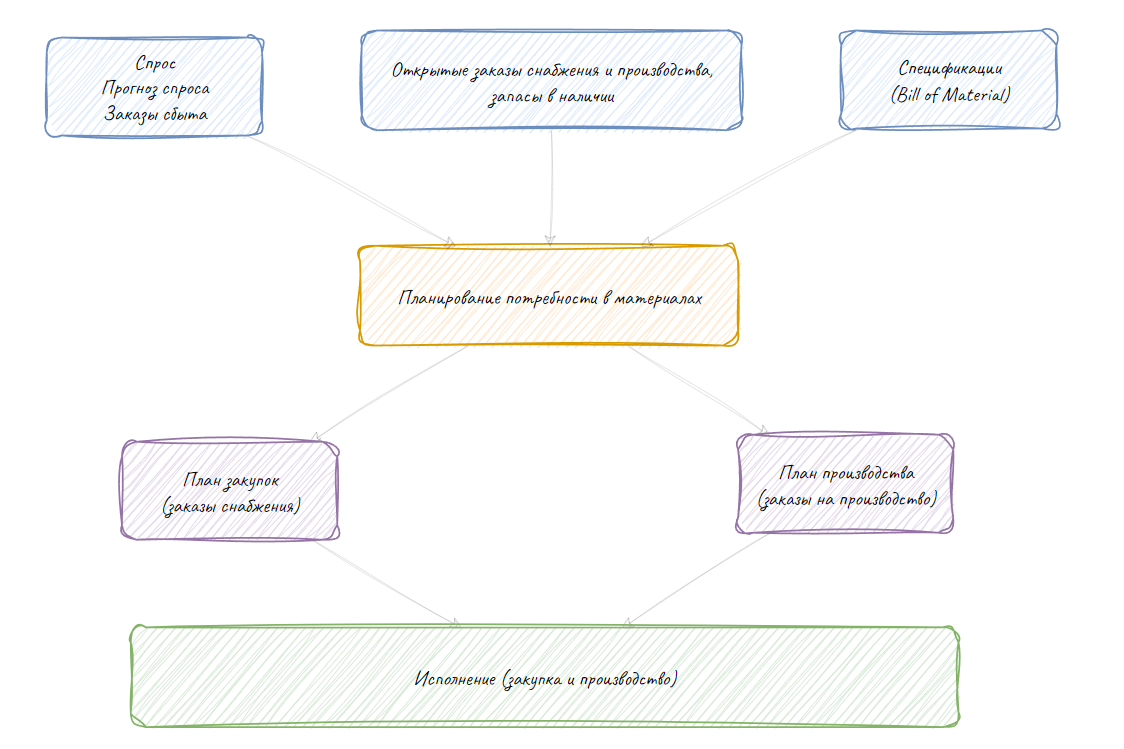 Спрос
Прогноз спроса
Заказы сбыта
Открытые заказы снабжения и производства,
запасы в наличии
Спецификации
(Bill of Material)
Планирование потребности в материалах
План закупок
(заказы снабжения)
План производства
(заказы на производство)
Исполнение (закупка и производство)